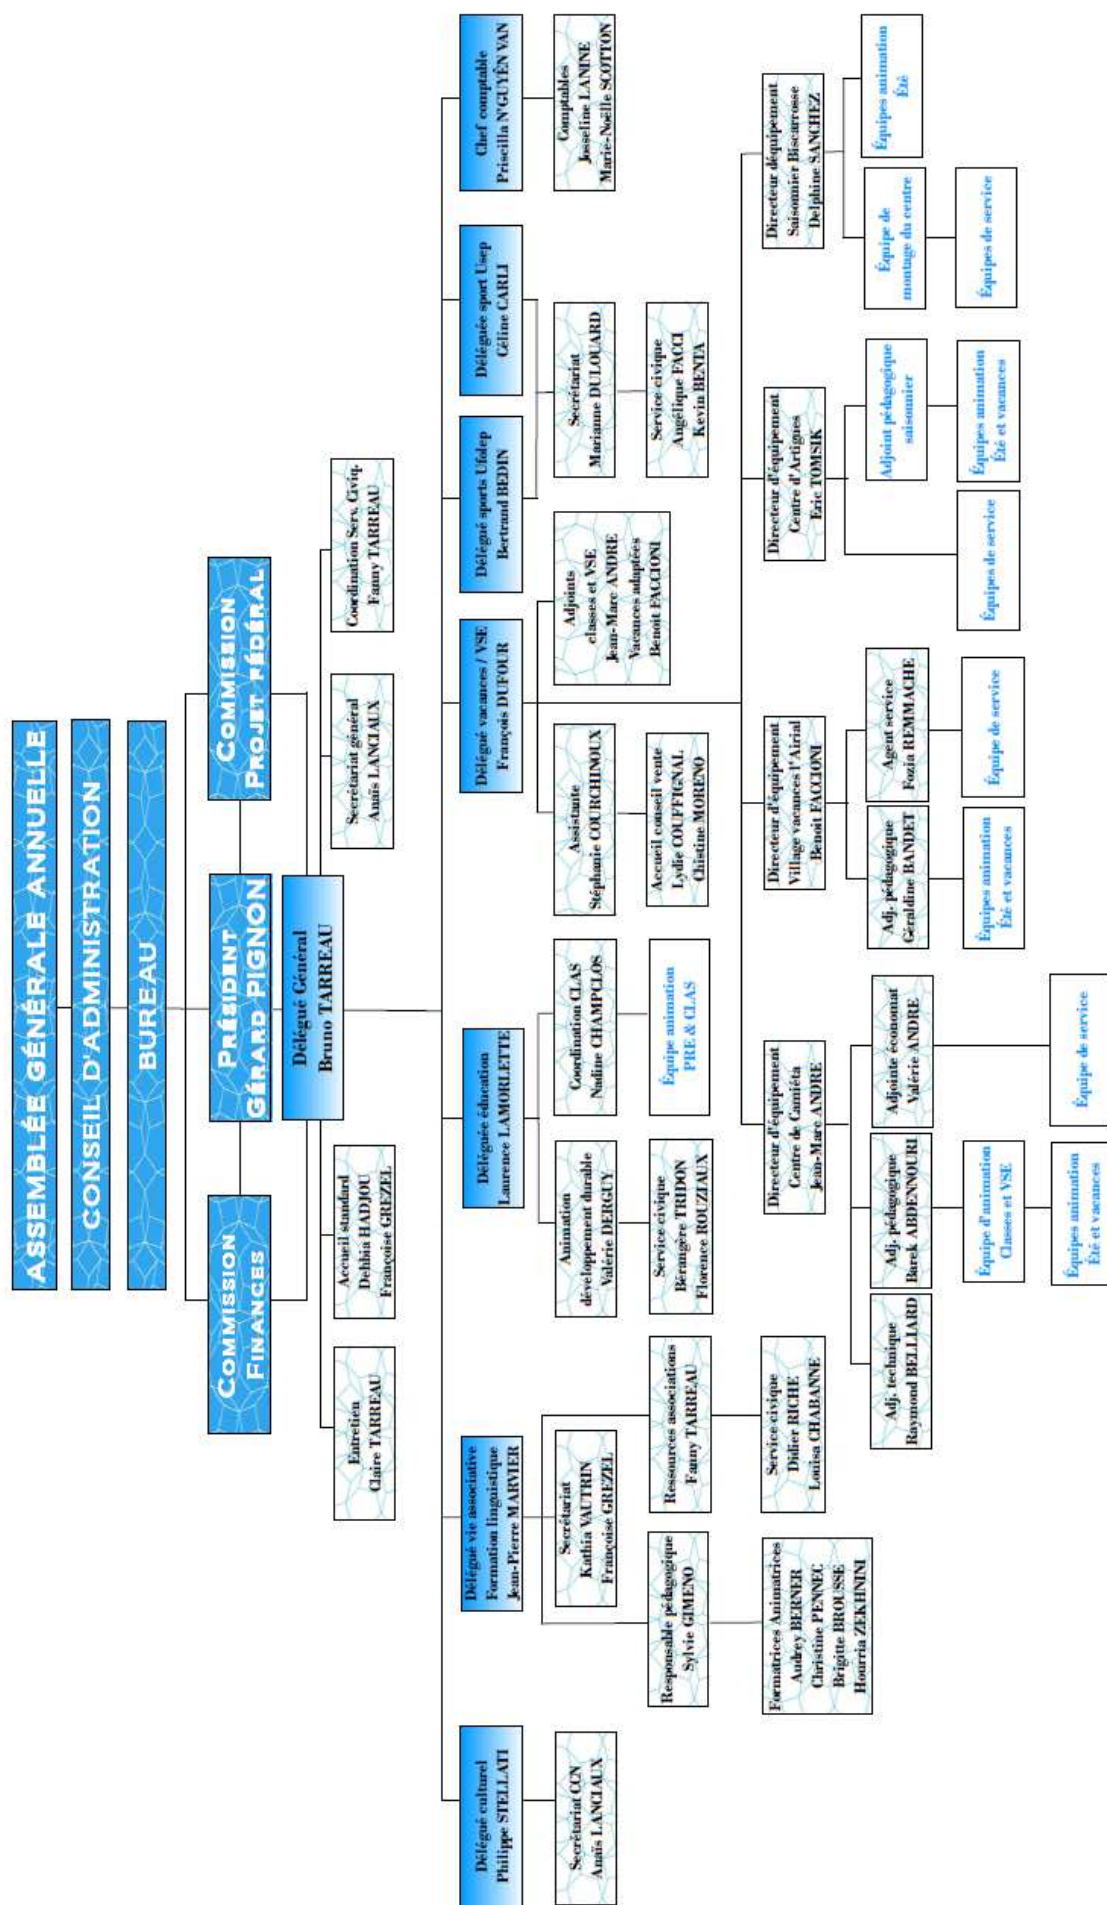 ASSEMBLÉE GÉNÉRALE ANNUELLE
CONSEIL D'ADMINISTRATION
BUREAU
COMMISSION
FINANCES
PRÉSIDENT
GÉRARD PIGNON
COMMISSION
PROJET FÉDÉRAL
Délégué Général
Bruno TARREAU
Entretien
Claire TARREAU
Accueil standard
Dehbia HADJOU
Françoise GREZEL
Secrétariat général
Anaïs LANCIAUX
Coordination Serv. Civiq.
Fanny TARREAU
Délégué culturel
Philippe STELLATI
Délégué vie associative
Formation linguistique
Jean-Pierre MARVIER
Déléguée éducation
Laurence LAMORLETTE
Délégué vacances / VSE
François DUFOUR
Délégué sports Ufolep
Bertrand BEDIN
Déléguée sport Usep
Céline CARLI
Chef comptable
Priscilla N'GUYÊN VAN
Secrétariat CCN
Anaïs LANCIAUX
Secrétariat
Kathia VAUTRIN
Françoise GREZEL
Animation
développement durable
Valérie DERGUY
Coordination CLAS
Nadine CHAMPCLOS
Assistante
Stéphanie COURCHINOUX
Adjoints
classes et VSE
Jean-Marc ANDRE
Vacances adaptées
Benoit FACCIONI
Secrétariat
Marianne DULOUARD
Comptables
Josseline LANINE
Marie-Noëlle SCOTTON
Responsable pédagogique
Sylvie GIMENO
Ressources associations
Fanny TARREAU
Service civique
Bérangère TRIDON
Florence ROUZIAUX
Équipe animation
PRE & CLAS
Accueil conseil vente
Lydie COUFFIGNAL
Chistine MORENO
Service civique
Angélique FACCI
Kevin BENTA
Formatrices Animatrices
Audrey BERNER
Christine PENNEC
Brigitte BROUSSE
Hourria ZEKHNINI
Service civique
Didier RICHE
Louisa CHABANNE
Directeur d'équipement
Centre de Camiéta
Jean-Marc ANDRE
Directeur d'équipement
Village vacances l'Airial
Benoit FACCIONI
Directeur d'équipement
Centre d'Artigues
Eric TOMSIK
Directeur déquipement
Saisonnier Biscarrosse
Delphine SANCHEZ
Adj. technique
Raymond BELLIARD
Adj. pédagogique
Barek ABDENNOURI
Adjointe économat
Valérie ANDRE
Adj. pédagogique
Géraldine BANDET
Agent service
Fozia REMMACHE
Adjoint pédagogique
saisonnier
Équipe de
montage du centre
Équipes animation
Été
Équipe d'animation
Classes et VSE
Équipes animation
Été et vacances
Équipe de service
Équipes de service
Équipes animation
Été et vacances
Équipes de service
Équipes animation
Été et vacances
Équipe de service